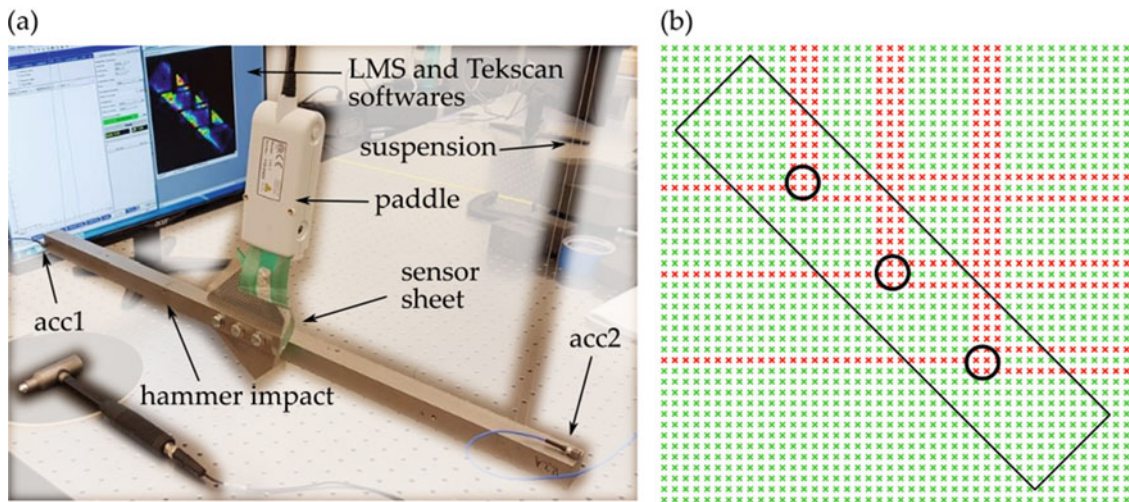 (a)
(b)
LMS and Tekscan
softwares
suspension
paddle
sensor
sheet
acc1
acc2
hammer impact